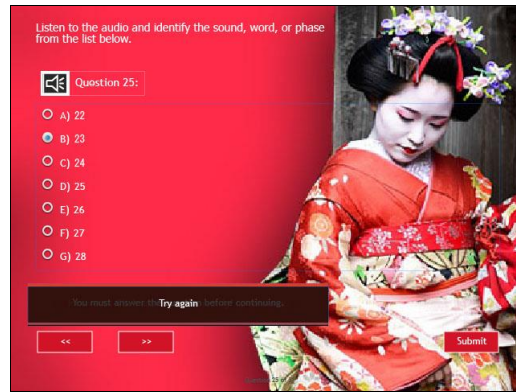 Listen to the audio and identify the sound, word, or phase
from the list below.
Question 25:
A) 22
B) 23
C) 24
D) 25
E) 26
F) 27
G) 28
You must answer the Try again before continuing.
<<
>>
Submit